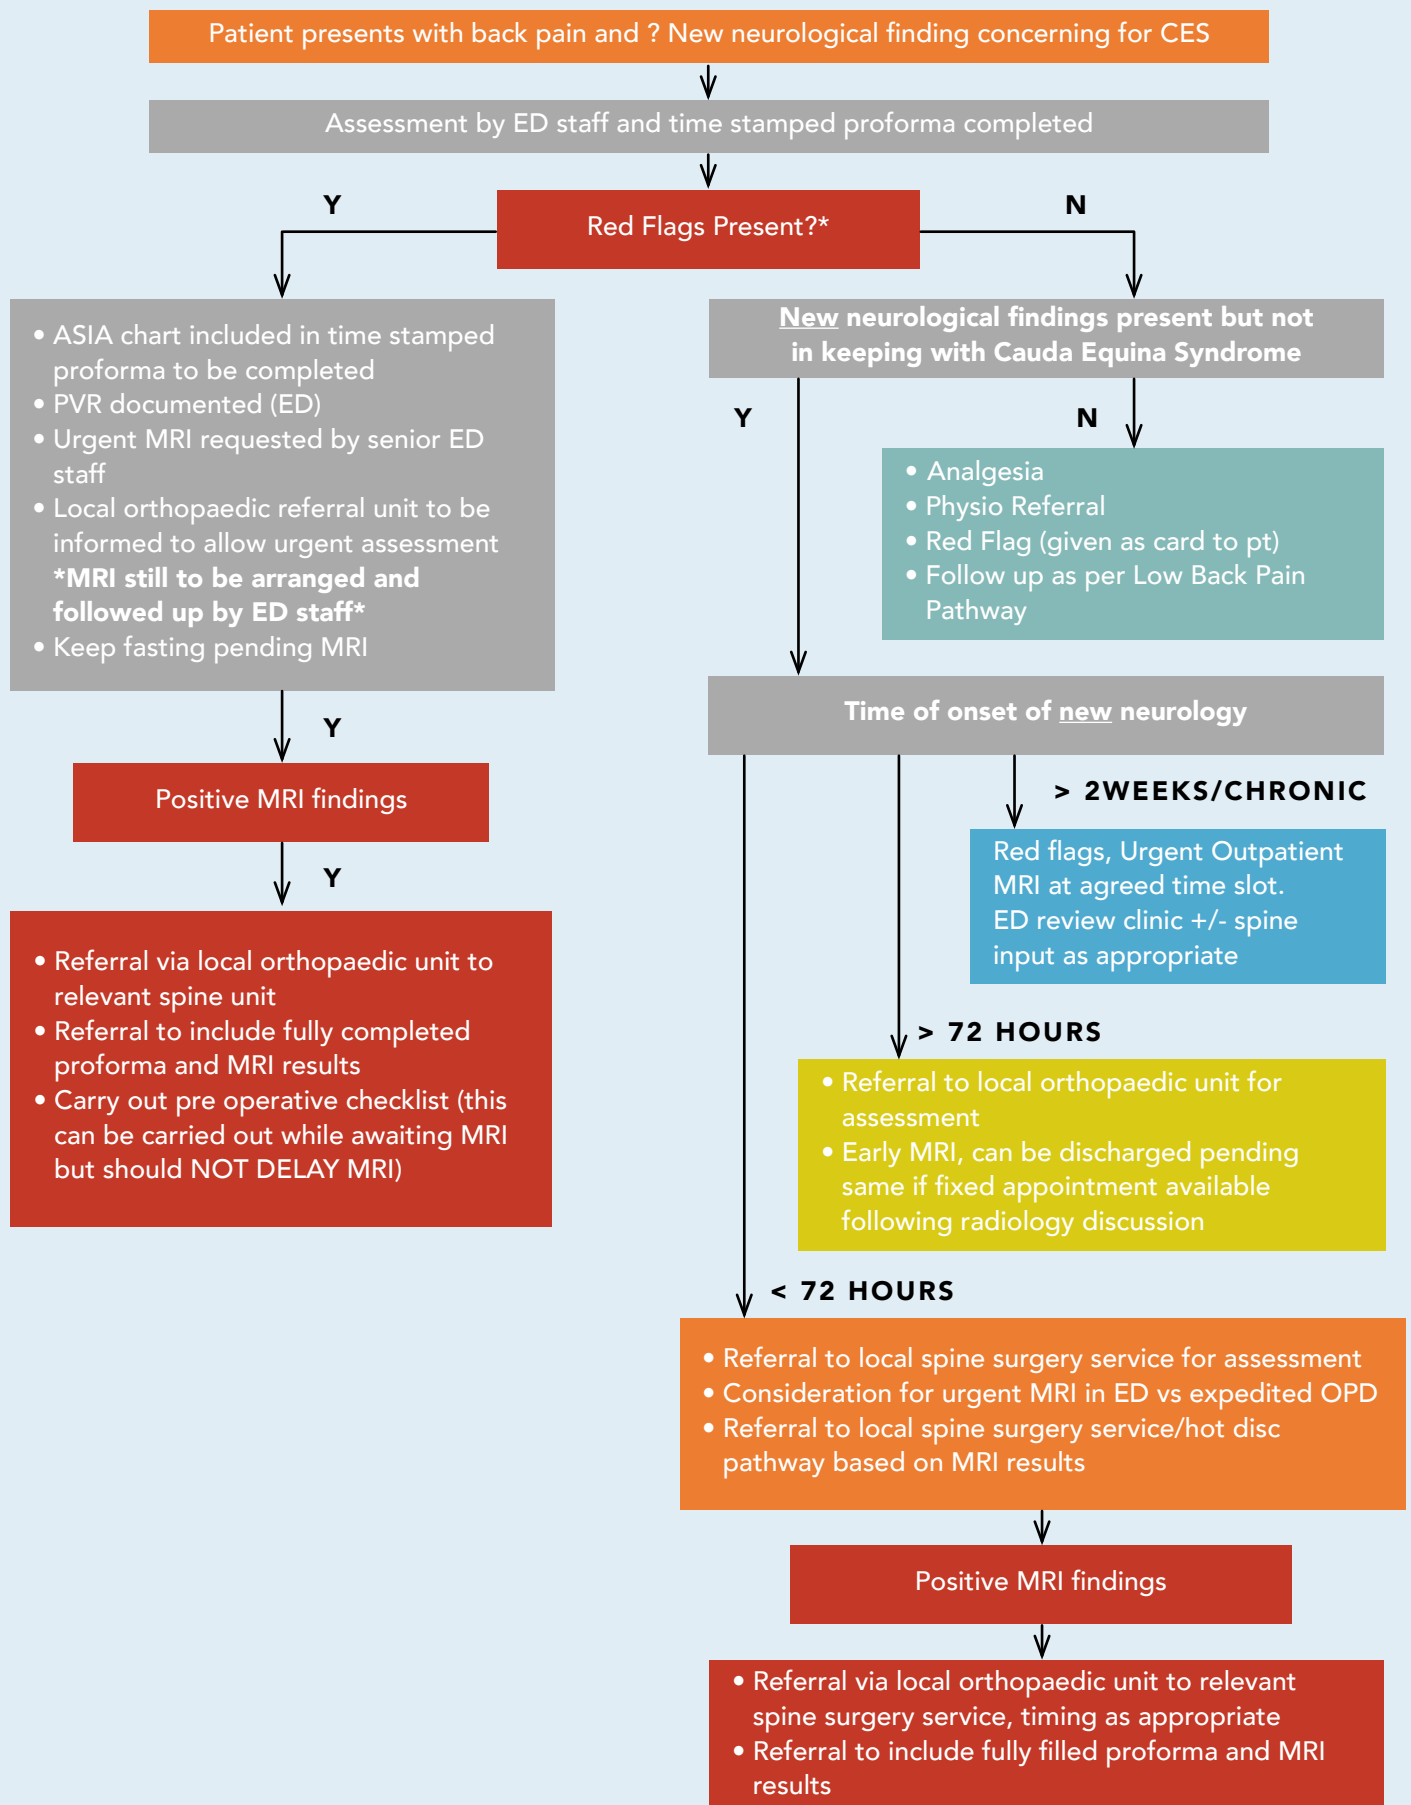 Patient presents with back pain and ? New neurological finding concerning for CES
Assessment by ED staff and time stamped proforma completed
Red Flags Present?*
Y
N
• ASIA chart included in time stamped
proforma to be completed
• PVR documented (ED)
• Urgent MRI requested by senior ED
staff
• Local orthopaedic referral unit to be
informed to allow urgent assessment
*MRI still to be arranged and
followed up by ED staff*
• Keep fasting pending MRI
Y
Positive MRI findings
Y
• Referral via local orthopaedic unit to
relevant spine unit
• Referral to include fully completed
proforma and MRI results
• Carry out pre operative checklist (this
can be carried out while awaiting MRI
but should NOT DELAY MRI)
New neurological findings present but not
in keeping with Cauda Equina Syndrome
Y
N
• Analgesia
• Physio Referral
• Red Flag (given as card to pt)
• Follow up as per Low Back Pain
Pathway
Time of onset of new neurology
> 2WEEKS/CHRONIC
Red flags, Urgent Outpatient
MRI at agreed time slot.
ED review clinic +/- spine
input as appropriate
> 72 HOURS
• Referral to local orthopaedic unit for
assessment
• Early MRI, can be discharged pending
same if fixed appointment available
following radiology discussion
< 72 HOURS
• Referral to local spine surgery service for assessment
• Consideration for urgent MRI in ED vs expedited OPD
• Referral to local spine surgery service/hot disc
pathway based on MRI results
Positive MRI findings
• Referral via local orthopaedic unit to relevant
spine surgery service, timing as appropriate
• Referral to include fully filled proforma and MRI
results